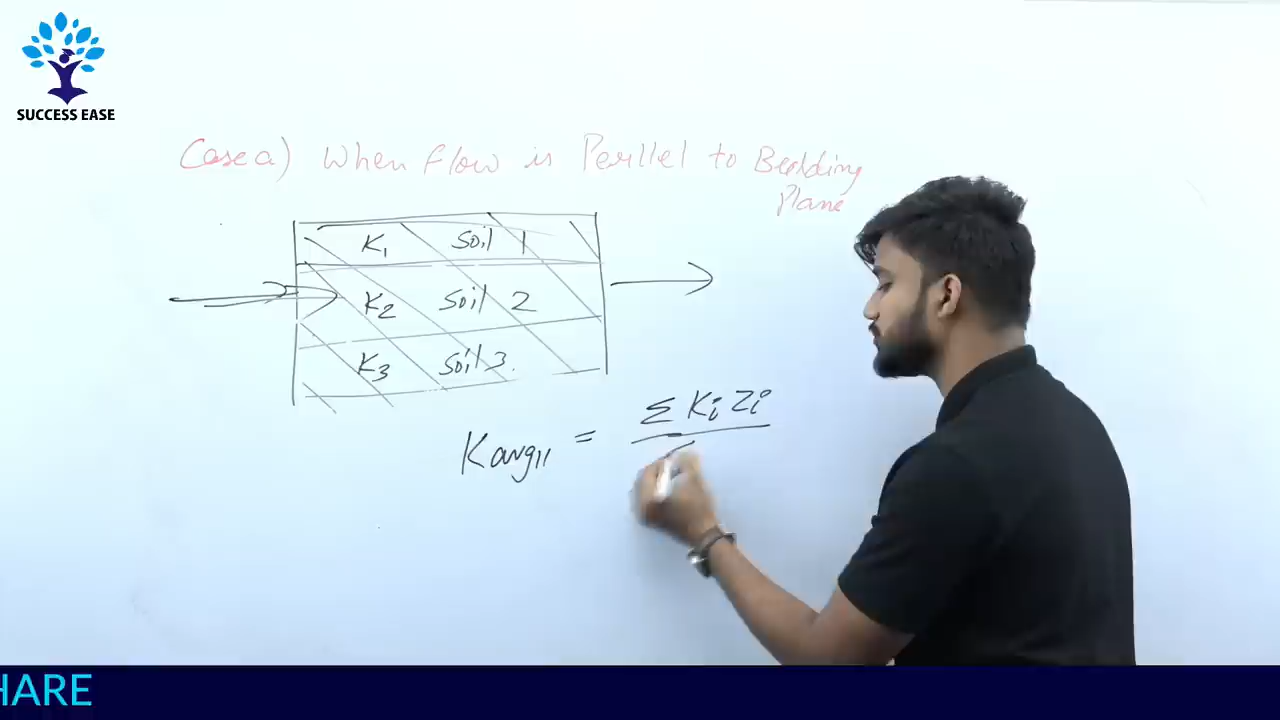 SUCCESS EASE
Case a) When Flow is Perllel to Bedding
Plane
K1 Soil 1
K2 Soil 2
K3 Soil 3.
Kavg11 = Σ Ki Zi
HARE